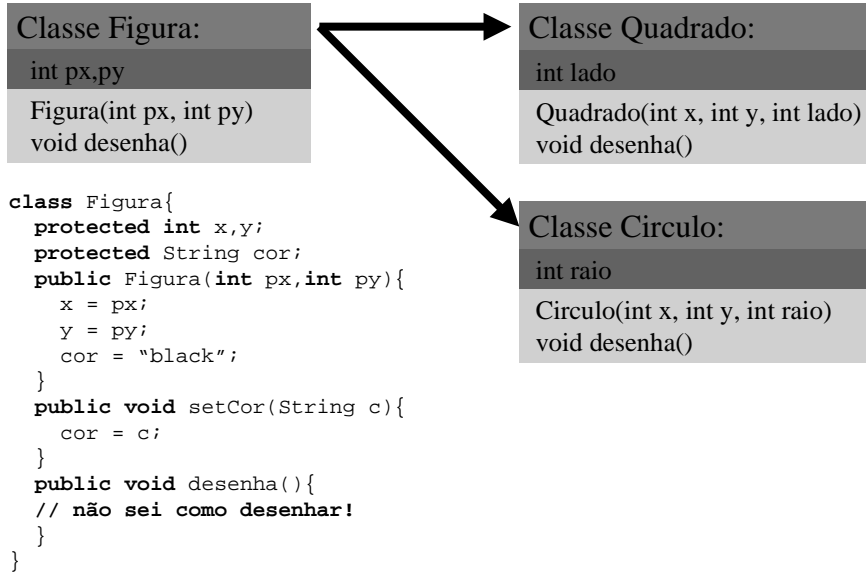 Classe Figura:
int px,py
Figura(int px, int py)
void desenha()
Classe Quadrado:
int lado
Quadrado(int x, int y, int lado)
void desenha()
Classe Circulo:
int raio
Circulo(int x, int y, int raio)
void desenha()
class Figura{
protected int x,y;
protected String cor;
public Figura(int px,int py){
x = px;
y = py;
cor = “black”;
}
public void setCor(String c){
cor = c;
}
public void desenha(){
// não sei como desenhar!
}
}